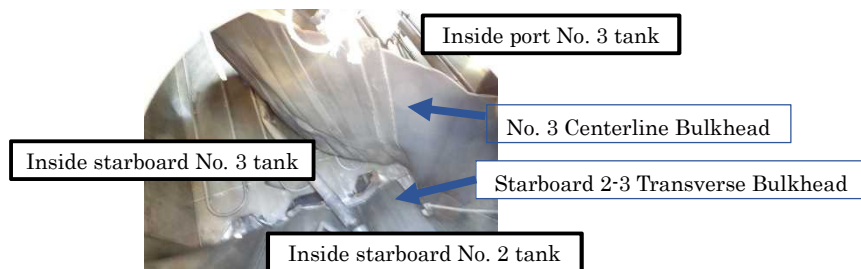 Inside port No. 3 tank
No. 3 Centerline Bulkhead
Inside starboard No. 3 tank
Starboard 2-3 Transverse Bulkhead
Inside starboard No. 2 tank